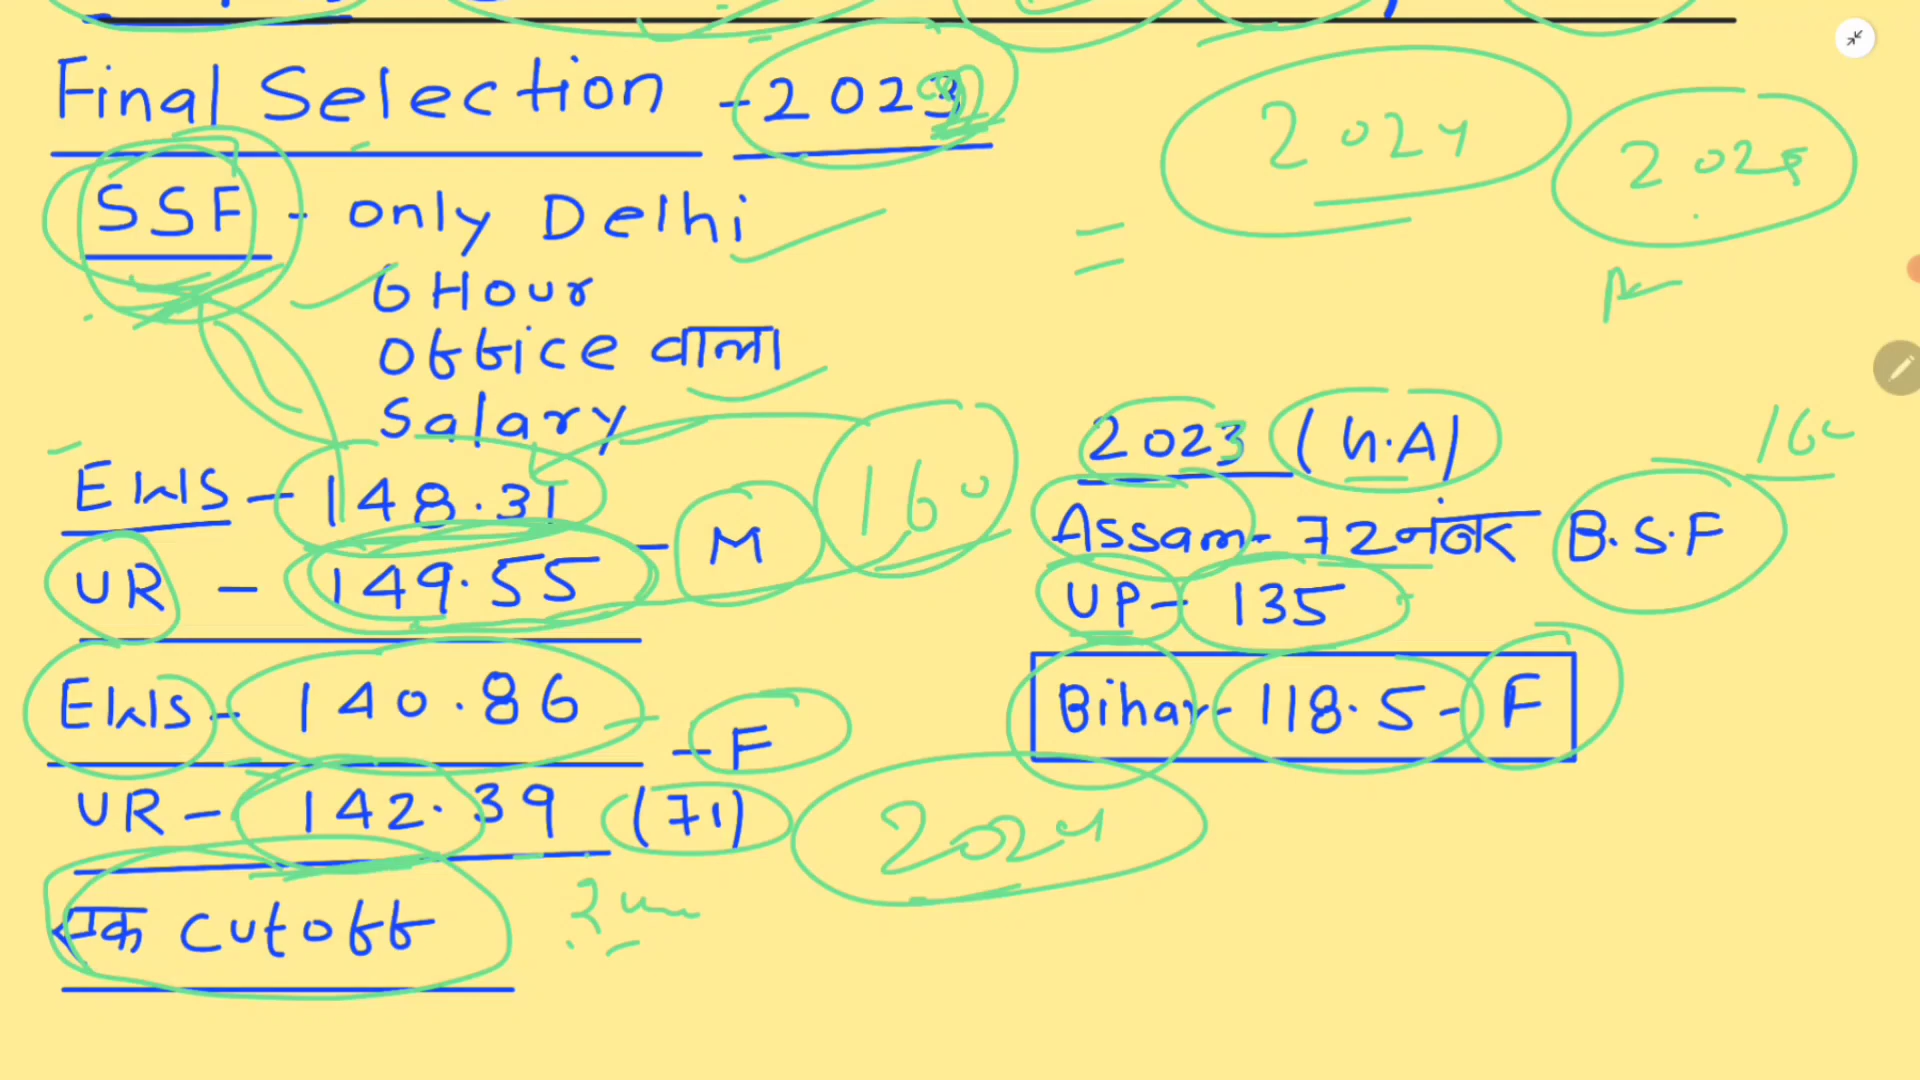 Final Selection - 2023
2024
2025
SSF - only Delhi
6 Hour
office वाला
Salary
EWS - 148.31
160
UR - 149.55 - M
EWS - 140.86 - F
UR - 142.39 (71)
2024
एक cutoff
2023 (G.A)
160
Assam - 72 नंबर B.S.F
UP - 135
Bihar - 118.5 - F